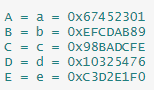 A = a = 0x67452301
B = b = 0xEFCDAB89
C = c = 0x98BADCFE
D = d = 0x10325476
E = e = 0xC3D2E1F0